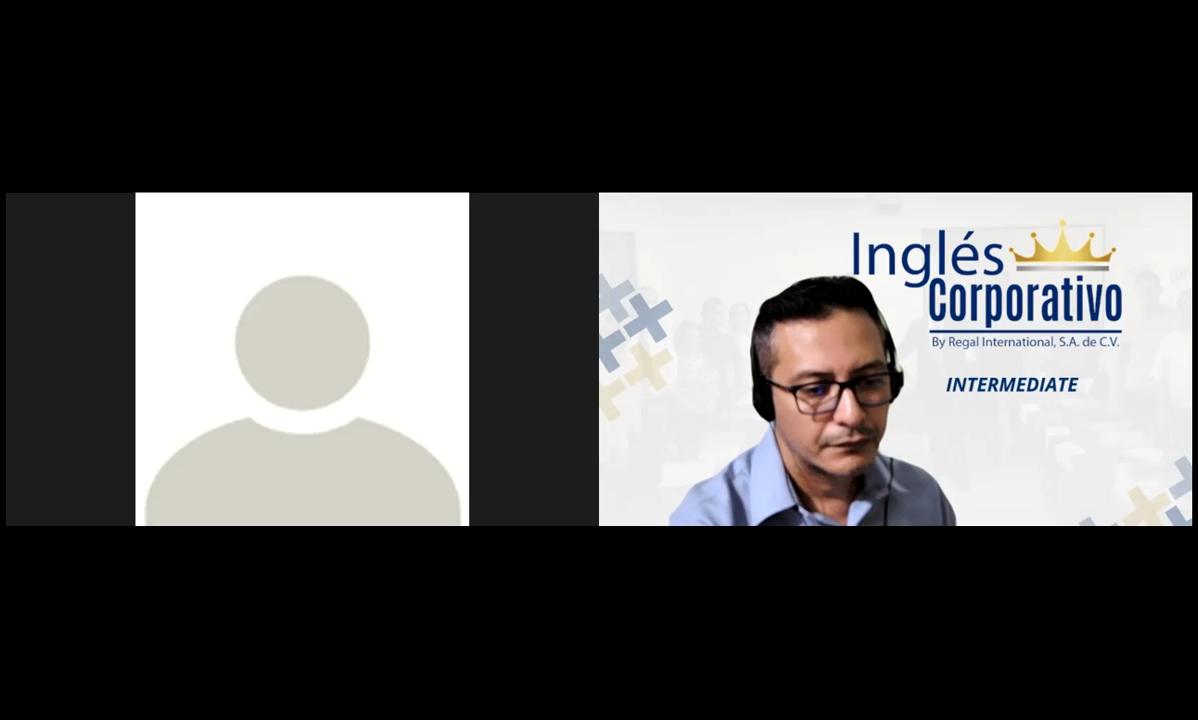 Inglés
Corporativo
By Regal International, S.A. de C.V.
INTERMEDIATE